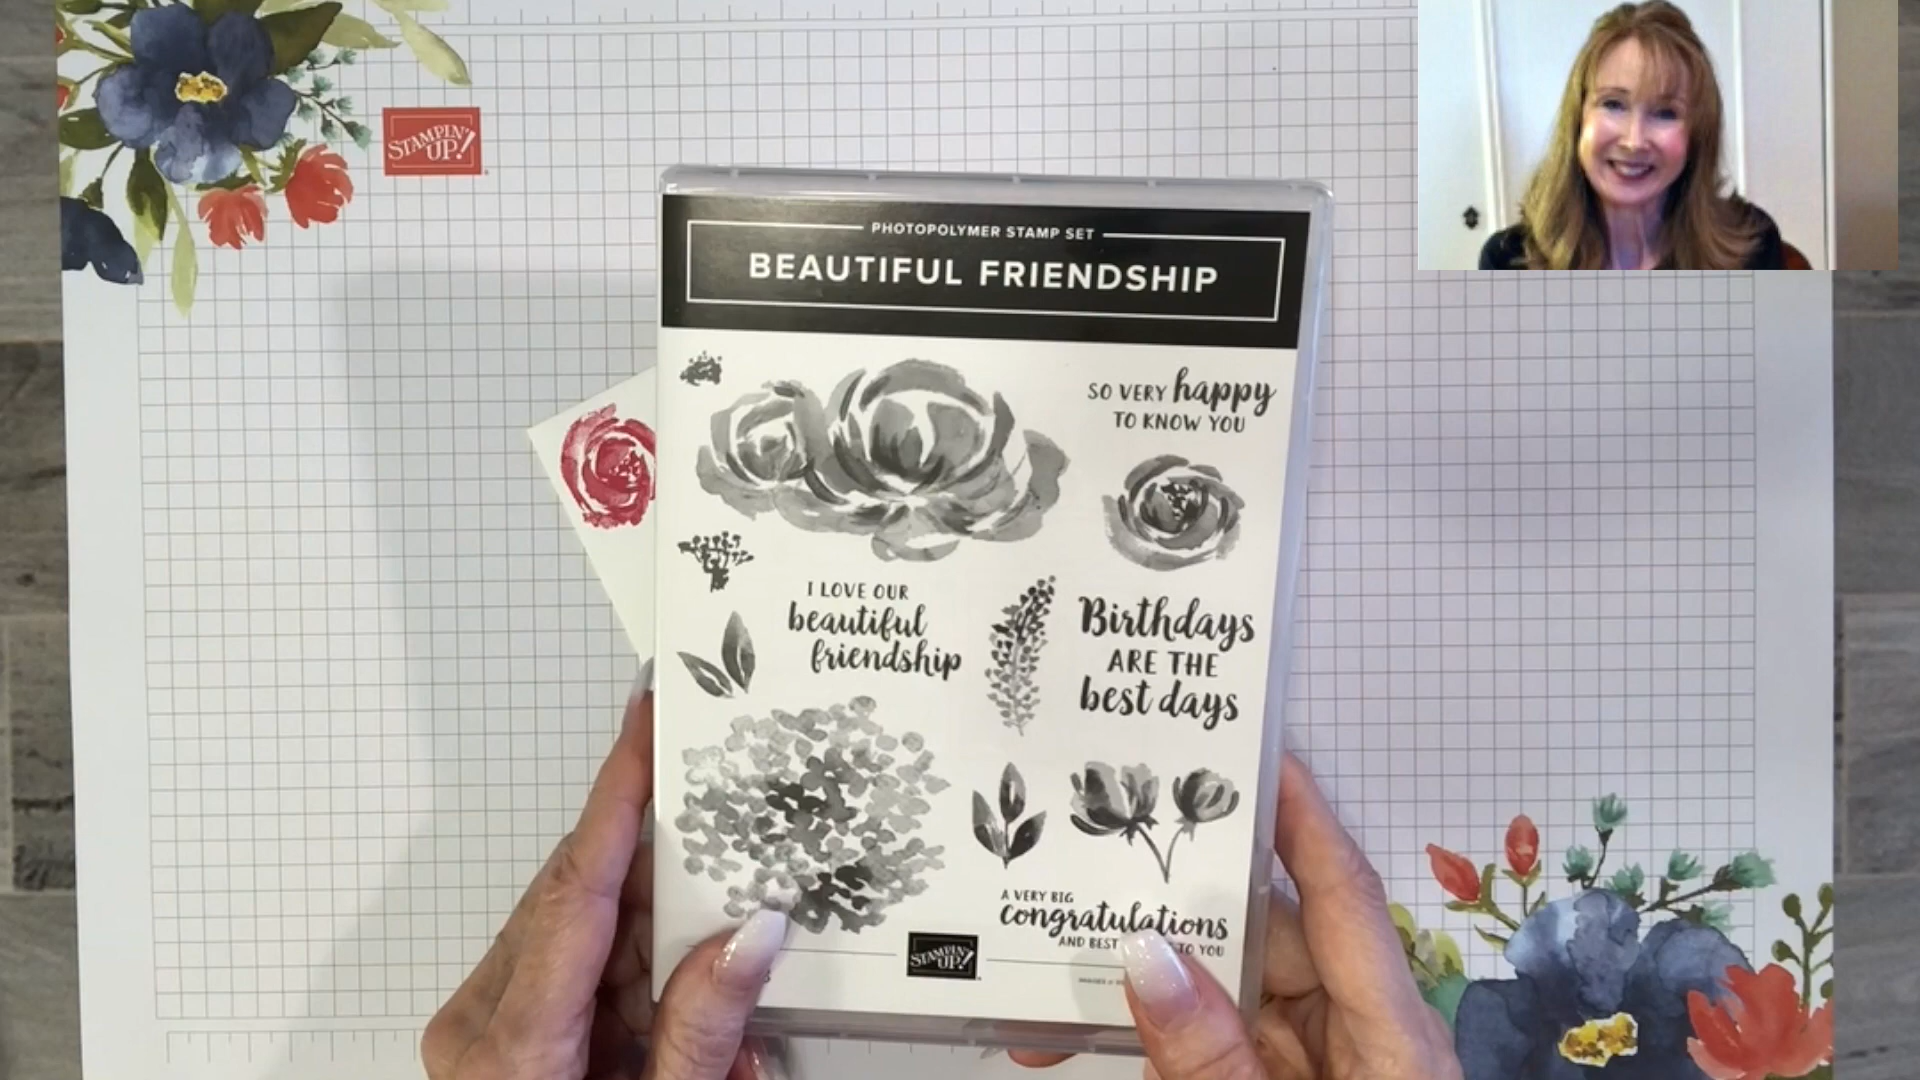 STAMPIN' UP!
PHOTOPOLYMER STAMP SET
BEAUTIFUL FRIENDSHIP
SO VERY happy
TO KNOW YOU
I LOVE OUR
beautiful
friendship
Birthdays
ARE THE
best days
A VERY BIG
congratulations
AND BEST TO YOU
STAMPIN' UP!